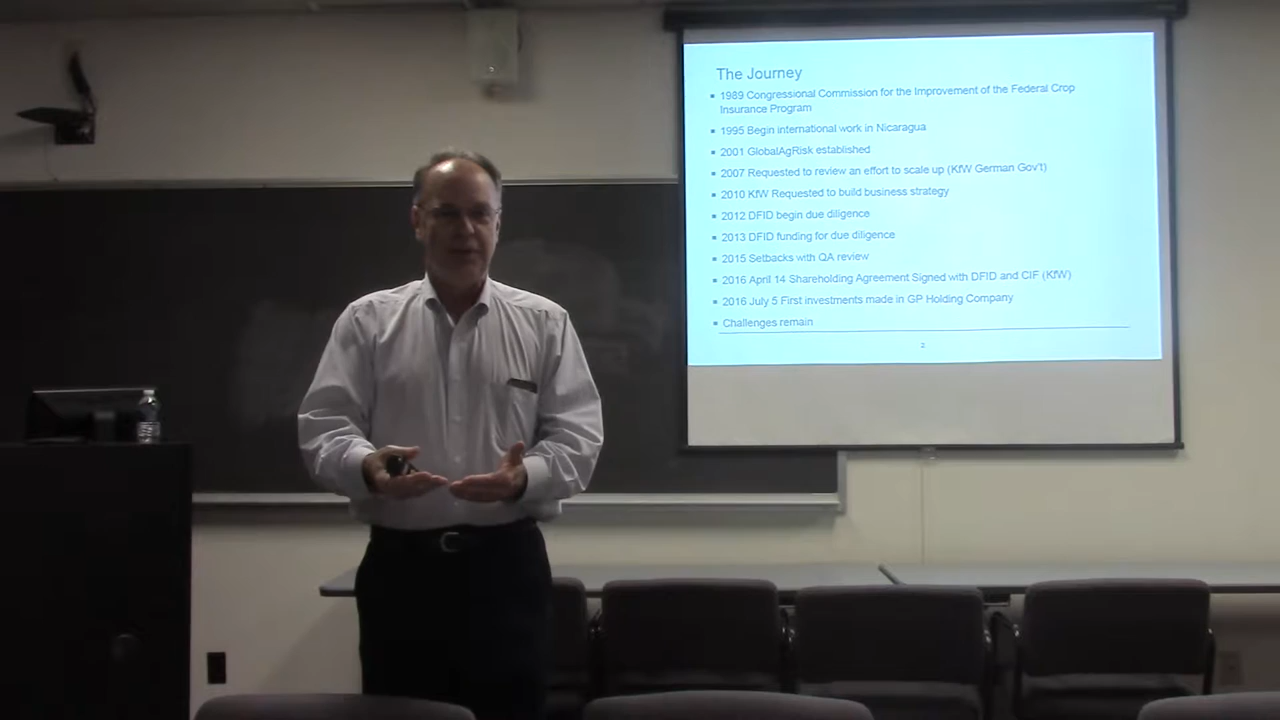 The Journey
▪ 1989 Congressional Commission for the Improvement of the Federal Crop
Insurance Program
▪ 1995 Begin international work in Nicaragua
▪ 2001 GlobalAgRisk established
▪ 2007 Requested to review an effort to scale up (KfW German Gov't)
▪ 2010 KfW Requested to build business strategy
▪ 2012 DFID begin due diligence
▪ 2013 DFID funding for due diligence
▪ 2015 Setbacks with QA review
▪ 2016 April 14 Shareholding Agreement Signed with DFID and CIF (KfW)
▪ 2016 July 5 First investments made in GP Holding Company
▪ Challenges remain
2